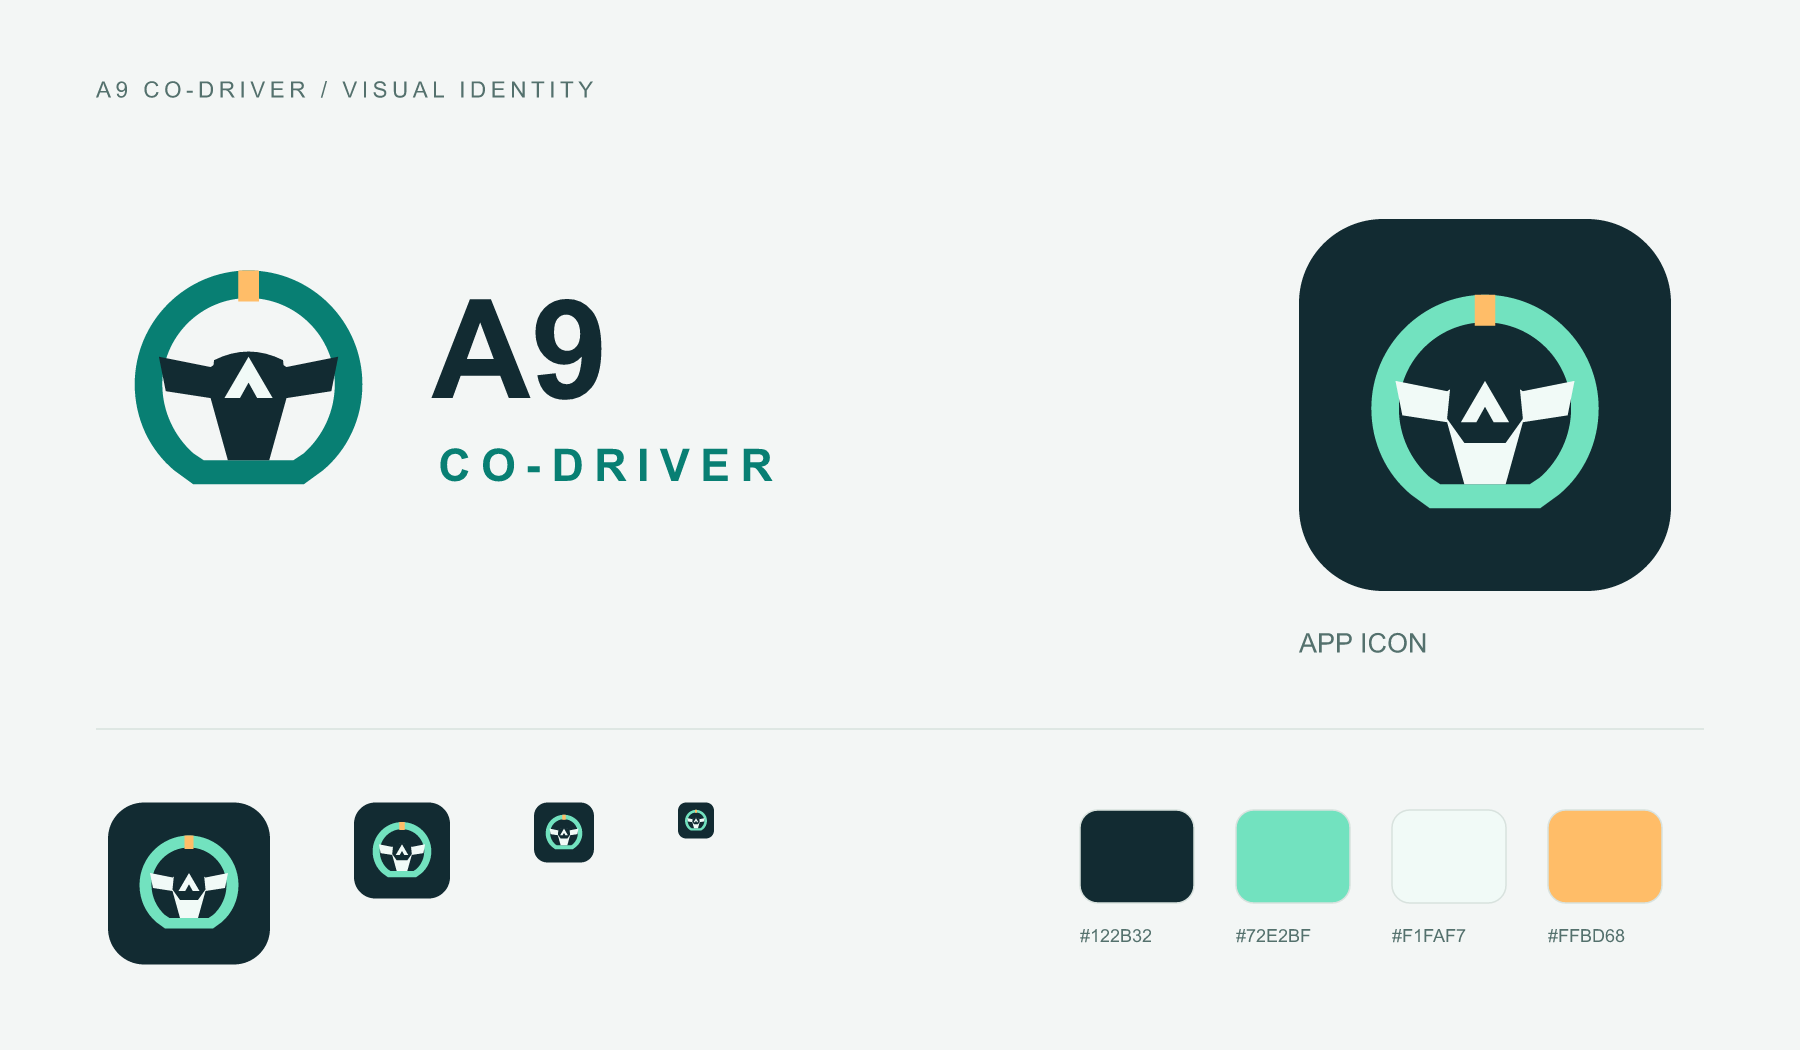 A9 CO-DRIVER / VISUAL IDENTITY
A9
CO-DRIVER
APP ICON
#122B32
#72E2BF
#F1FAF7
#FFBD68